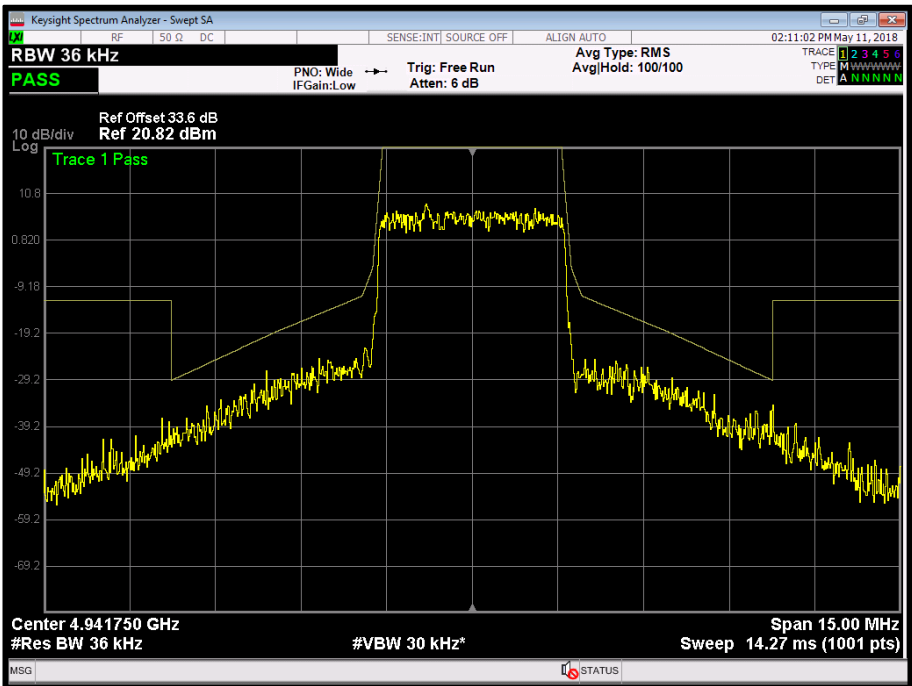 Keysight Spectrum Analyzer - Swept SA
LXI RF 50 Ω DC SENSE:INT SOURCE OFF ALIGN AUTO 02:11:02 PM May 11, 2018
RBW 36 kHz
PASS
PNO: Wide
IFGain:Low
Trig: Free Run
Atten: 6 dB
Avg Type: RMS
Avg|Hold: 100/100
TRACE 1 2 3 4 5 6
TYPE M WWWWW
DET A N N N N N
Ref Offset 33.6 dB
10 dB/div Ref 20.82 dBm
Log
Trace 1 Pass
10.8
0.820
-9.18
-19.2
-29.2
-39.2
-49.2
-59.2
-69.2
Center 4.941750 GHz Span 15.00 MHz
#Res BW 36 kHz #VBW 30 kHz* Sweep 14.27 ms (1001 pts)
MSG STATUS